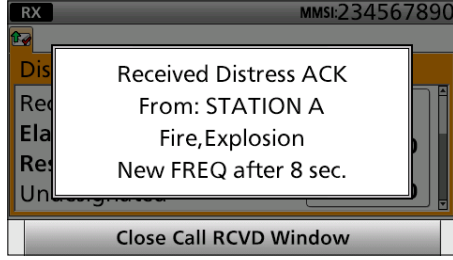 RX MMSI:234567890
Received Distress ACK
From: STATION A
Fire,Explosion
New FREQ after 8 sec.
Close Call RCVD Window